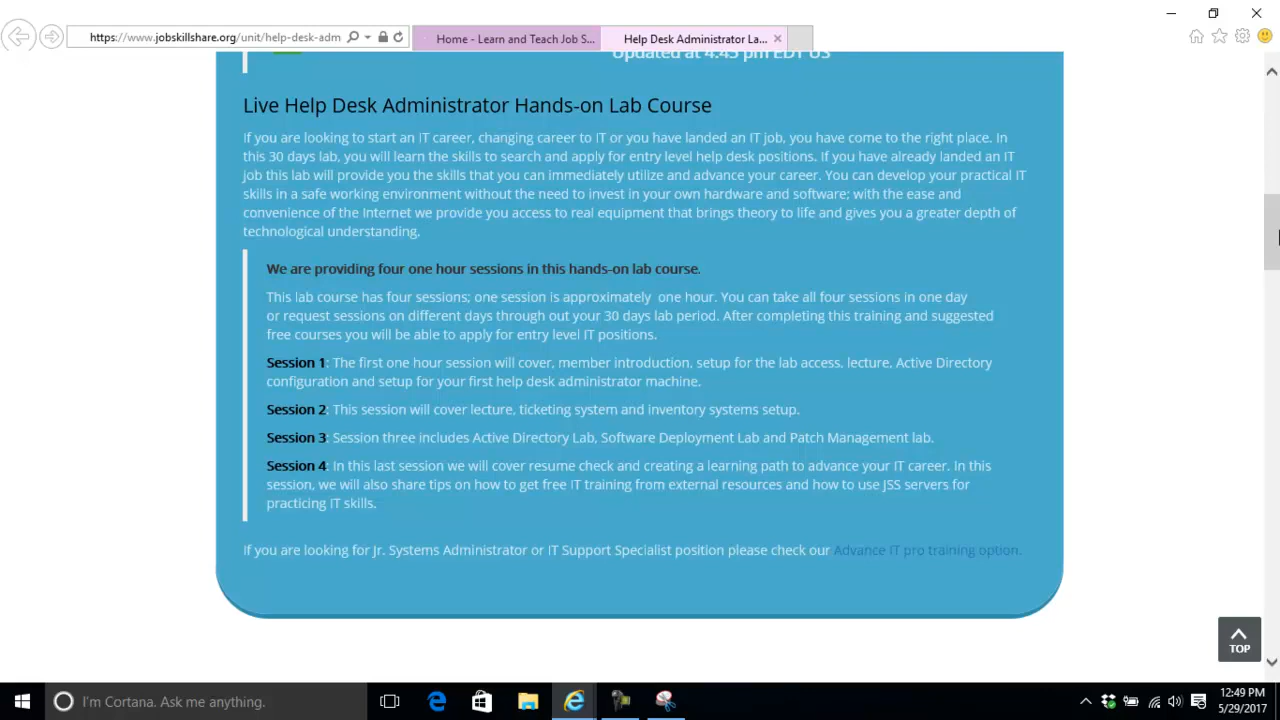 https://www.jobskillshare.org/unit/help-desk-adm
Home - Learn and Teach Job S...
Help Desk Administrator La...
Updated at 4:45 pm EDT US
Live Help Desk Administrator Hands-on Lab Course
If you are looking to start an IT career, changing career to IT or you have landed an IT job, you have come to the right place. In
this 30 days lab, you will learn the skills to search and apply for entry level help desk positions. If you have already landed an IT
job this lab will provide you the skills that you can immediately utilize and advance your career. You can develop your practical IT
skills in a safe working environment without the need to invest in your own hardware and software; with the ease and
convenience of the Internet we provide you access to real equipment that brings theory to life and gives you a greater depth of
technological understanding.
We are providing four one hour sessions in this hands-on lab course.
This lab course has four sessions; one session is approximately one hour. You can take all four sessions in one day
or request sessions on different days through out your 30 days lab period. After completing this training and suggested
free courses you will be able to apply for entry level IT positions.
Session 1: The first one hour session will cover, member introduction, setup for the lab access, lecture, Active Directory
configuration and setup for your first help desk administrator machine.
Session 2: This session will cover lecture, ticketing system and inventory systems setup.
Session 3: Session three includes Active Directory Lab, Software Deployment Lab and Patch Management lab.
Session 4: In this last session we will cover resume check and creating a learning path to advance your IT career. In this
session, we will also share tips on how to get free IT training from external resources and how to use JSS servers for
practicing IT skills.
If you are looking for Jr. Systems Administrator or IT Support Specialist position please check our Advance IT pro training option.
TOP
I'm Cortana. Ask me anything.
12:49 PM
5/29/2017